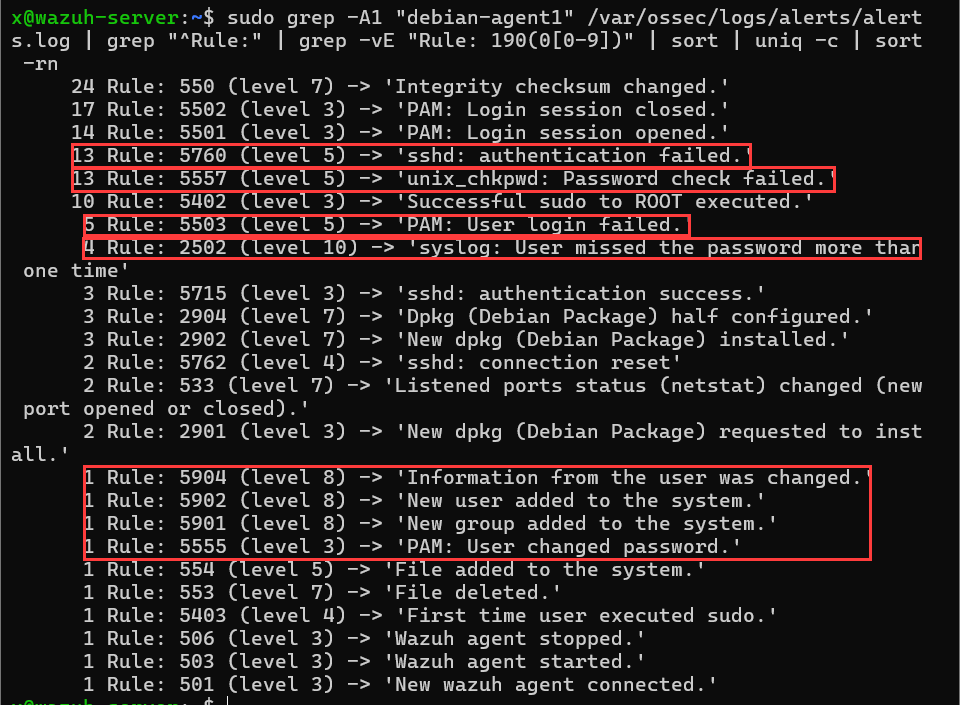 x@wazuh-server:~$ sudo grep -A1 "debian-agent1" /var/ossec/logs/alerts/alert
s.log | grep "^Rule:" | grep -vE "Rule: 190(0[0-9])" | sort | uniq -c | sort
-rn
24 Rule: 550 (level 7) -> 'Integrity checksum changed.'
17 Rule: 5502 (level 3) -> 'PAM: Login session closed.'
14 Rule: 5501 (level 3) -> 'PAM: Login session opened.'
13 Rule: 5760 (level 5) -> 'sshd: authentication failed.'
13 Rule: 5557 (level 5) -> 'unix_chkpwd: Password check failed.'
10 Rule: 5402 (level 3) -> 'Successful sudo to ROOT executed.'
5 Rule: 5503 (level 5) -> 'PAM: User login failed.'
4 Rule: 2502 (level 10) -> 'syslog: User missed the password more than
one time'
3 Rule: 5715 (level 3) -> 'sshd: authentication success.'
3 Rule: 2904 (level 7) -> 'Dpkg (Debian Package) half configured.'
3 Rule: 2902 (level 7) -> 'New dpkg (Debian Package) installed.'
2 Rule: 5762 (level 4) -> 'sshd: connection reset'
2 Rule: 533 (level 7) -> 'Listened ports status (netstat) changed (new
port opened or closed).'
2 Rule: 2901 (level 3) -> 'New dpkg (Debian Package) requested to inst
all.'
1 Rule: 5904 (level 8) -> 'Information from the user was changed.'
1 Rule: 5902 (level 8) -> 'New user added to the system.'
1 Rule: 5901 (level 8) -> 'New group added to the system.'
1 Rule: 5555 (level 3) -> 'PAM: User changed password.'
1 Rule: 554 (level 5) -> 'File added to the system.'
1 Rule: 553 (level 7) -> 'File deleted.'
1 Rule: 5403 (level 4) -> 'First time user executed sudo.'
1 Rule: 506 (level 3) -> 'Wazuh agent stopped.'
1 Rule: 503 (level 3) -> 'Wazuh agent started.'
1 Rule: 501 (level 3) -> 'New wazuh agent connected.'
x@wazuh-server:~$